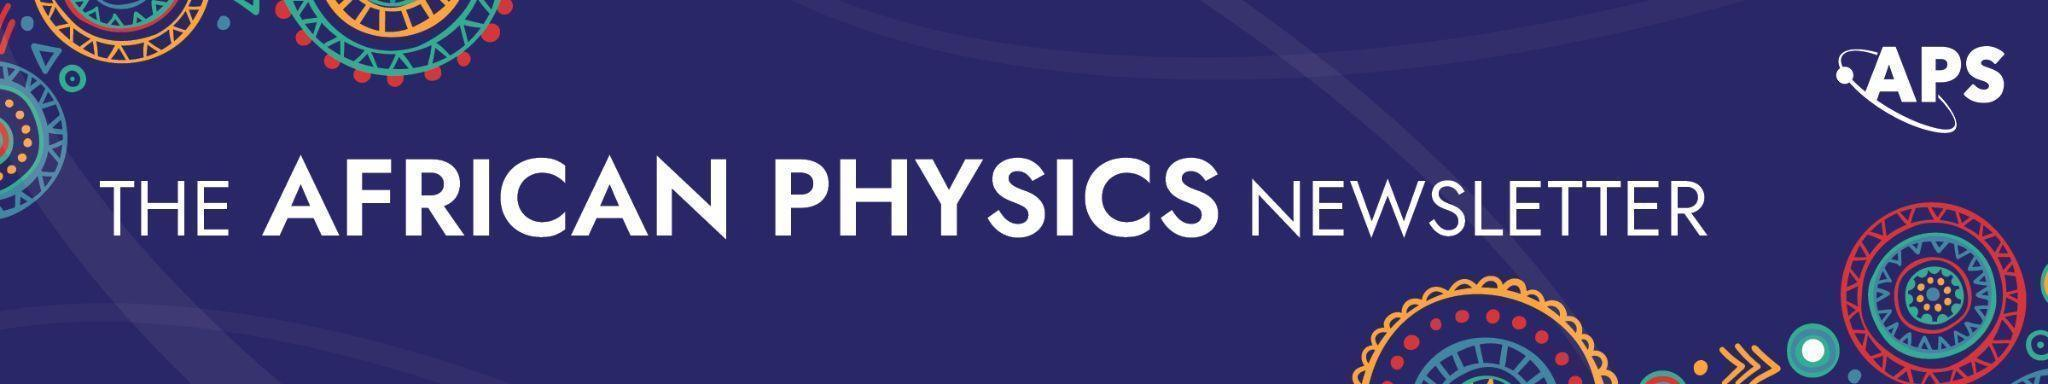 APS
THE AFRICAN PHYSICS NEWSLETTER